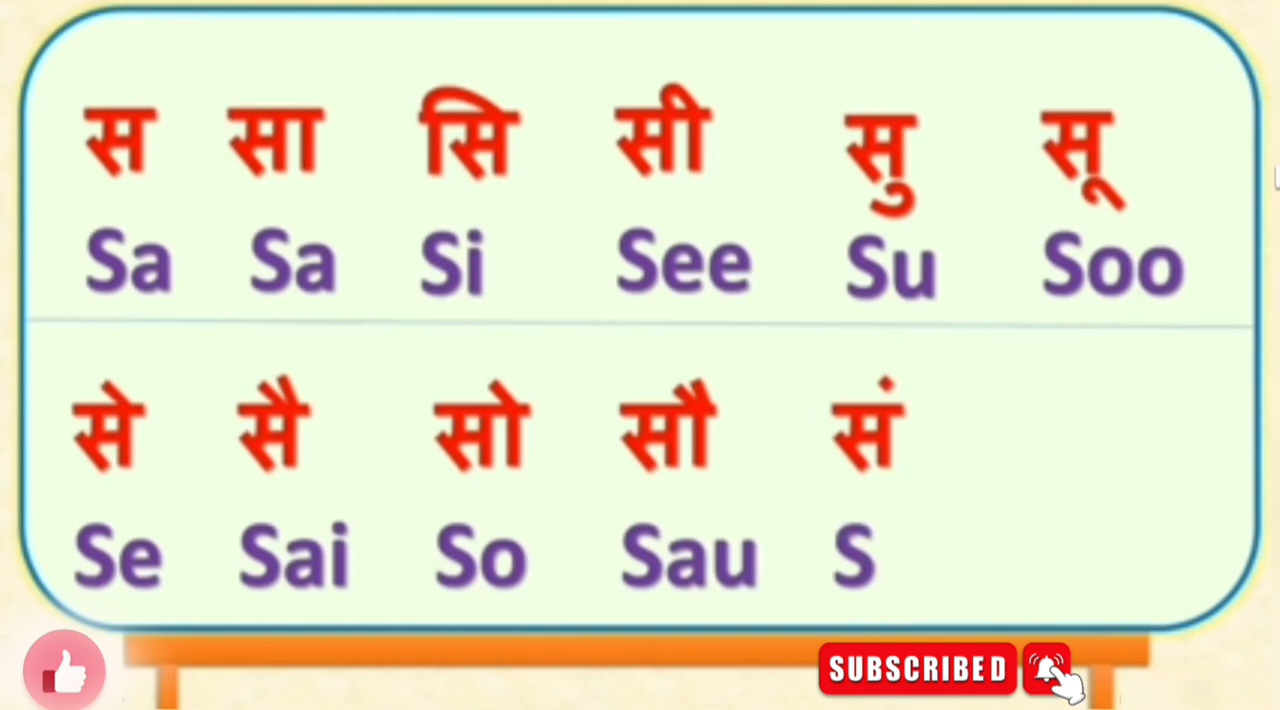 स सा सि सी सु सू
Sa Sa Si See Su Soo
से सै सो सौ सं
Se Sai So Sau S
SUBSCRIBED